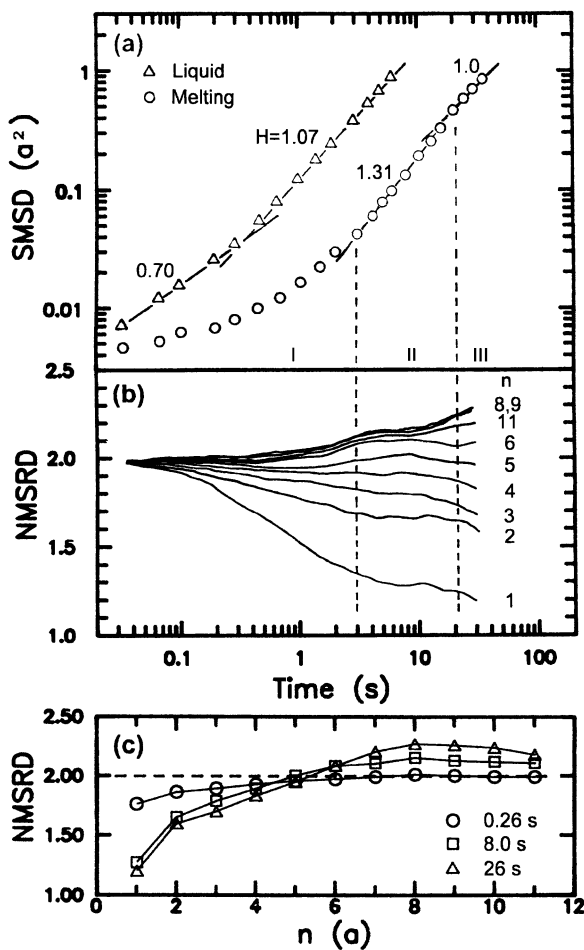 (a)
△ Liquid
○ Melting
H=1.07
1.0
1.31
0.70
I II III
SMSD (a²)
1
0.1
0.01
2.5
(b)
n
8,9
11
6
5
4
3
2
1
NMSRD
2.0
1.5
1.0
0.1 1 10 100
Time (s)
(c)
NMSRD
2.50
2.00
1.50
1.00
○ 0.26 s
□ 8.0 s
△ 26 s
0 2 4 6 8 10 12
n (a)